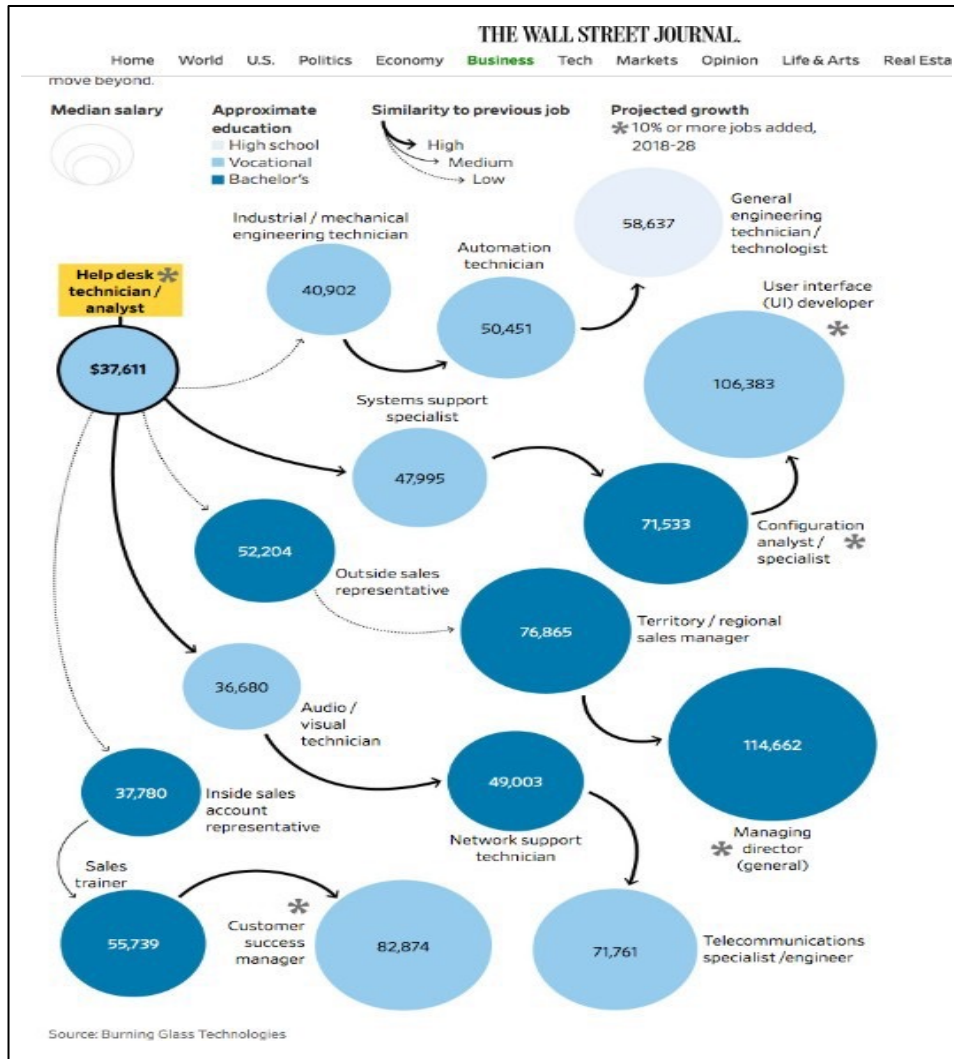 THE WALL STREET JOURNAL.
Home World U.S. Politics Economy Business Tech Markets Opinion Life & Arts Real Esta
move beyond.
Median salary
Approximate
education
High school
Vocational
Bachelor's
Similarity to previous job
High
Medium
Low
Projected growth
* 10% or more jobs added,
2018-28
Help desk *
technician /
analyst
$37,611
Industrial / mechanical
engineering technician
40,902
Automation
technician
50,451
58,637
General
engineering
technician /
technologist
User interface
(UI) developer
*
106,383
Systems support
specialist
47,995
71,533
Configuration
analyst / *
specialist
52,204
Outside sales
representative
76,865
Territory / regional
sales manager
114,662
Managing
* director
(general)
36,680
Audio /
visual
technician
49,003
Network support
technician
71,761
Telecommunications
specialist /engineer
37,780
Inside sales
account
representative
Sales
trainer
55,739
*
Customer
success
manager
82,874
Source: Burning Glass Technologies